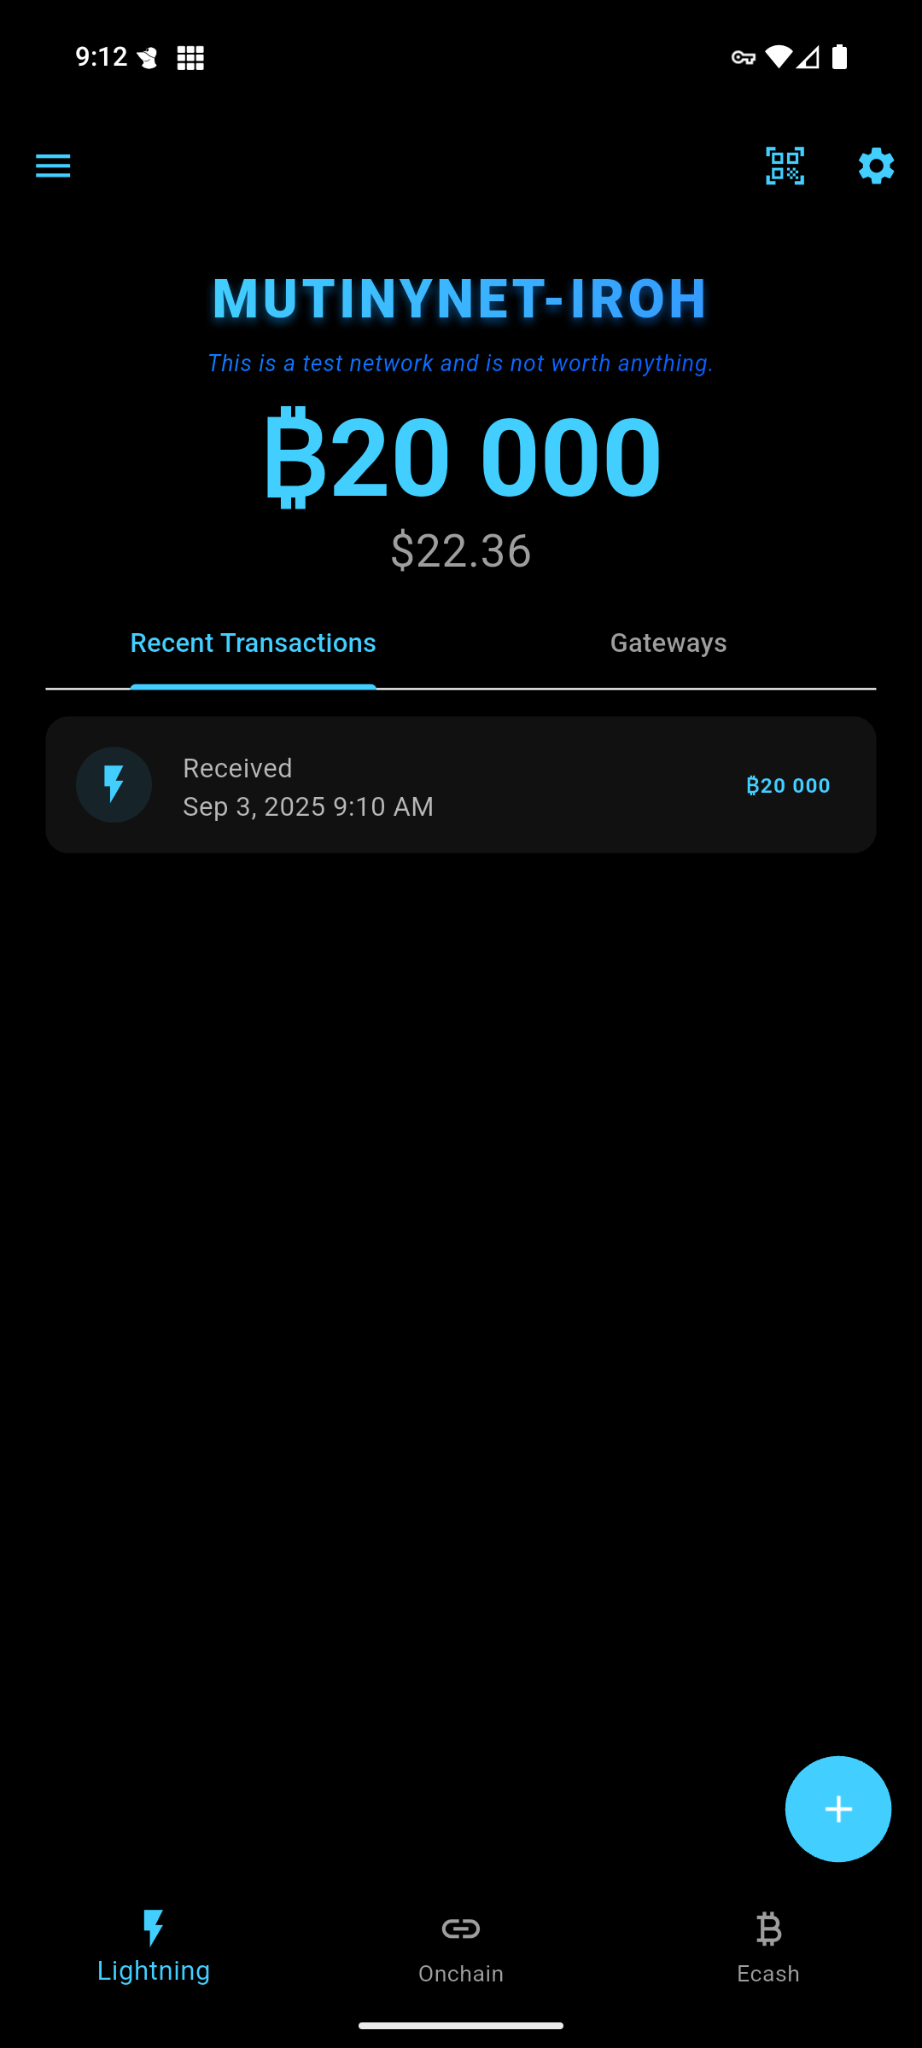 9:12
MUTINYNET-IROH
This is a test network and is not worth anything.
₿20 000
$22.36
Recent Transactions
Gateways
Received
Sep 3, 2025 9:10 AM
₿20 000
Lightning
Onchain
Ecash